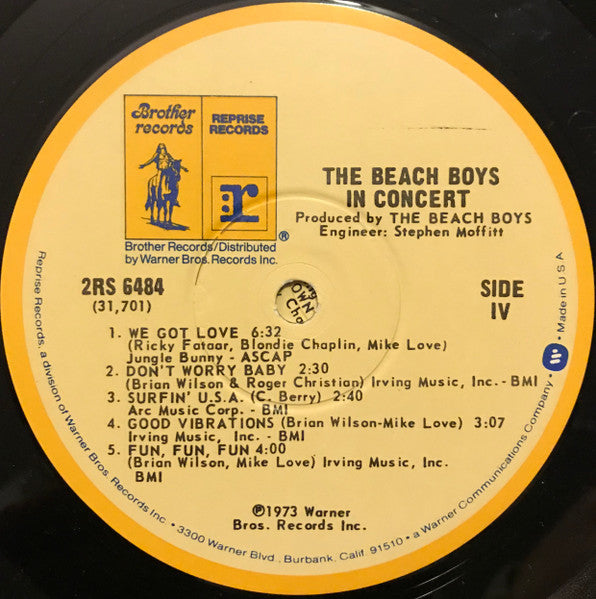 Brother
records
REPRISE
RECORDS
r
®
Brother Records/Distributed
by Warner Bros. Records Inc.
THE BEACH BOYS
IN CONCERT
Produced by THE BEACH BOYS
Engineer: Stephen Moffitt
2RS 6484
(31,701)
SIDE
IV
1. WE GOT LOVE 6:32
(Ricky Fataar, Blondie Chaplin, Mike Love)
Jungle Bunny - ASCAP
2. DON'T WORRY BABY 2:30
(Brian Wilson & Roger Christian) Irving Music, Inc. - BMI
3. SURFIN' U.S.A. (C. Berry) 2:40
Arc Music Corp. - BMI
4. GOOD VIBRATIONS (Brian Wilson-Mike Love) 3:07
Irving Music, Inc. - BMI
5. FUN, FUN, FUN 4:00
(Brian Wilson, Mike Love) Irving Music, Inc.
BMI
℗1973 Warner
Bros. Records Inc.
Reprise Records, a division of Warner Bros. Records Inc. • 3300 Warner Blvd., Burbank, Calif. 91510 • a Warner Communications Company • W • Made in U.S.A.